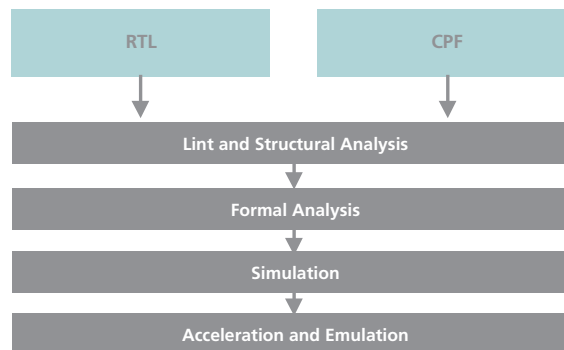 RTL
CPF
Lint and Structural Analysis
Formal Analysis
Simulation
Acceleration and Emulation